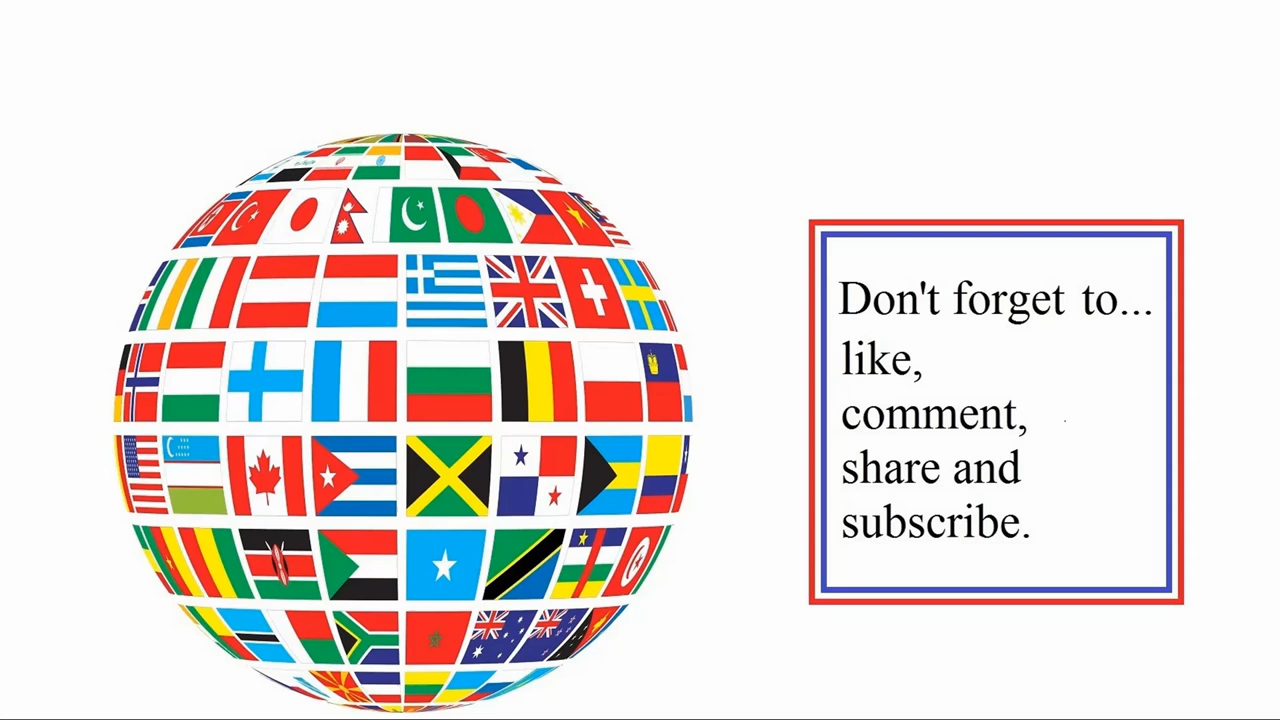 Don't forget to...
like,
comment,
share and
subscribe.